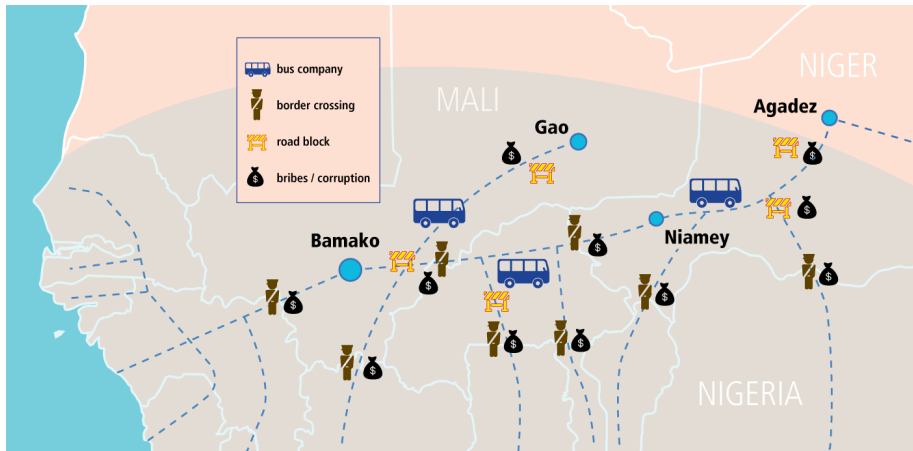 bus company
border crossing
road block
bribes / corruption
MALI
NIGER
Agadez
Gao
Bamako
Niamey
NIGERIA